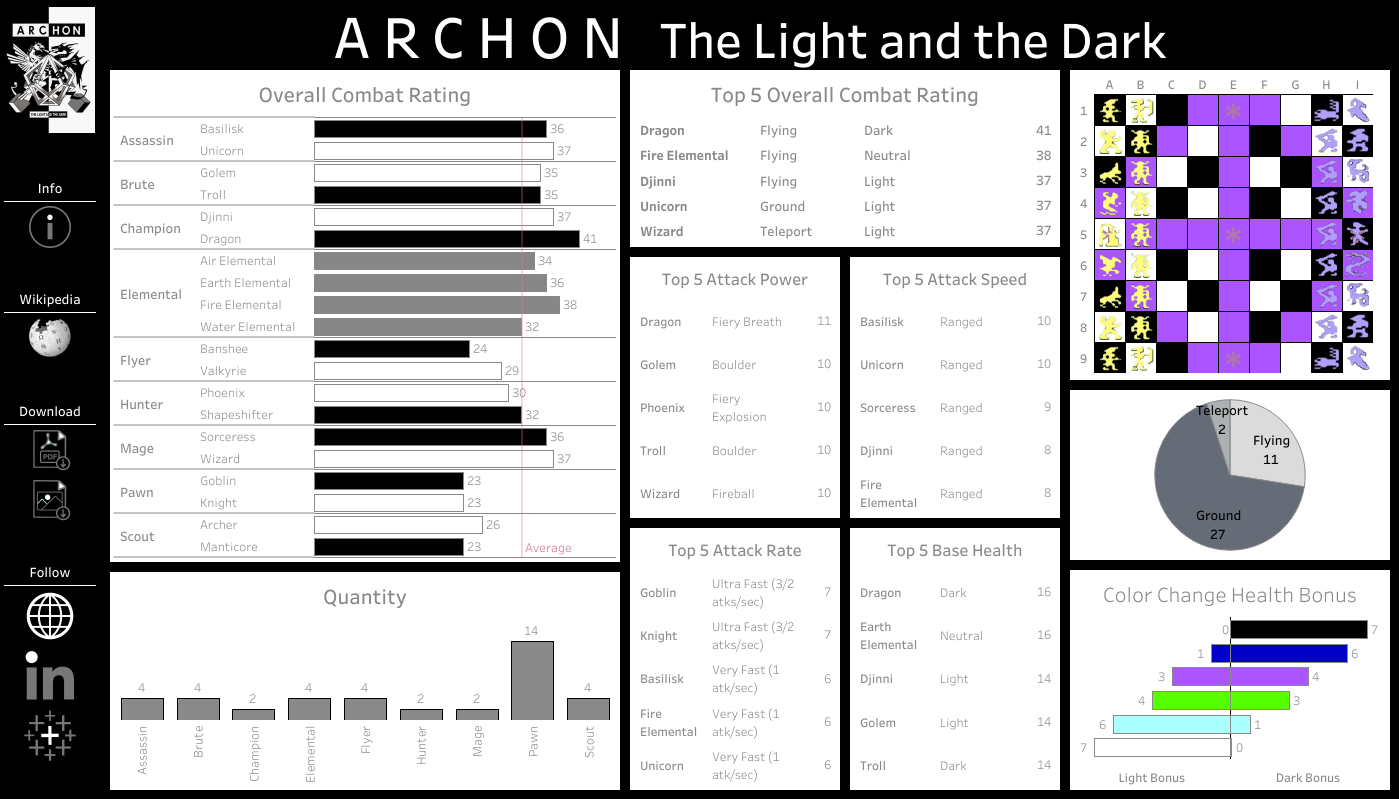 ARCHON The Light and the Dark
ARCHON
THE LIGHT & THE DARK
Info
Wikipedia
Download
PDF
Follow
in
Overall Combat Rating
Assassin
Basilisk 36
Unicorn 37
Brute
Golem 35
Troll 35
Champion
Djinni 37
Dragon 41
Elemental
Air Elemental 34
Earth Elemental 36
Fire Elemental 38
Water Elemental 32
Flyer
Banshee 24
Valkyrie 29
Hunter
Phoenix 30
Shapeshifter 32
Mage
Sorceress 36
Wizard 37
Pawn
Goblin 23
Knight 23
Scout
Archer 26
Manticore 23
Average
Quantity
4 4 2 4 4 2 2 14 4
Assassin Brute Champion Elemental Flyer Hunter Mage Pawn Scout
Top 5 Overall Combat Rating
Dragon Flying Dark 41
Fire Elemental Flying Neutral 38
Djinni Flying Light 37
Unicorn Ground Light 37
Wizard Teleport Light 37
Top 5 Attack Power
Dragon Fiery Breath 11
Golem Boulder 10
Phoenix Fiery
Explosion 10
Troll Boulder 10
Wizard Fireball 10
Top 5 Attack Speed
Basilisk Ranged 10
Unicorn Ranged 10
Sorceress Ranged 9
Djinni Ranged 8
Fire
Elemental Ranged 8
Top 5 Attack Rate
Goblin Ultra Fast (3/2
atks/sec) 7
Knight Ultra Fast (3/2
atks/sec) 7
Basilisk Very Fast (1
atk/sec) 6
Fire
Elemental Very Fast (1
atk/sec) 6
Unicorn Very Fast (1
atk/sec) 6
Top 5 Base Health
Dragon Dark 16
Earth
Elemental Neutral 16
Djinni Light 14
Golem Light 14
Troll Dark 14
A B C D E F G H I
1
2
3
4
5
6
7
8
9
Teleport
2
Flying
11
Ground
27
Color Change Health Bonus
0 7
1 6
3 4
4 3
6 1
7 0
Light Bonus Dark Bonus